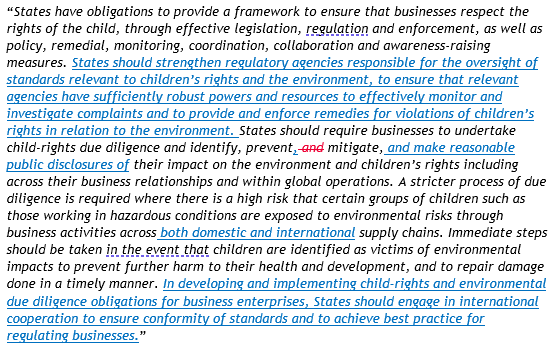 “States have obligations to provide a framework to ensure that businesses respect the
rights of the child, through effective legislation, regulation and enforcement, as well as
policy, remedial, monitoring, coordination, collaboration and awareness-raising
measures. States should strengthen regulatory agencies responsible for the oversight of
standards relevant to children’s rights and the environment, to ensure that relevant
agencies have sufficiently robust powers and resources to effectively monitor and
investigate complaints and to provide and enforce remedies for violations of children’s
rights in relation to the environment. States should require businesses to undertake
child-rights due diligence and identify, prevent, and mitigate, and make reasonable
public disclosures of their impact on the environment and children’s rights including
across their business relationships and within global operations. A stricter process of due
diligence is required where there is a high risk that certain groups of children such as
those working in hazardous conditions are exposed to environmental risks through
business activities across both domestic and international supply chains. Immediate steps
should be taken in the event that children are identified as victims of environmental
impacts to prevent further harm to their health and development, and to repair damage
done in a timely manner. In developing and implementing child-rights and environmental
due diligence obligations for business enterprises, States should engage in international
cooperation to ensure conformity of standards and to achieve best practice for
regulating businesses.”